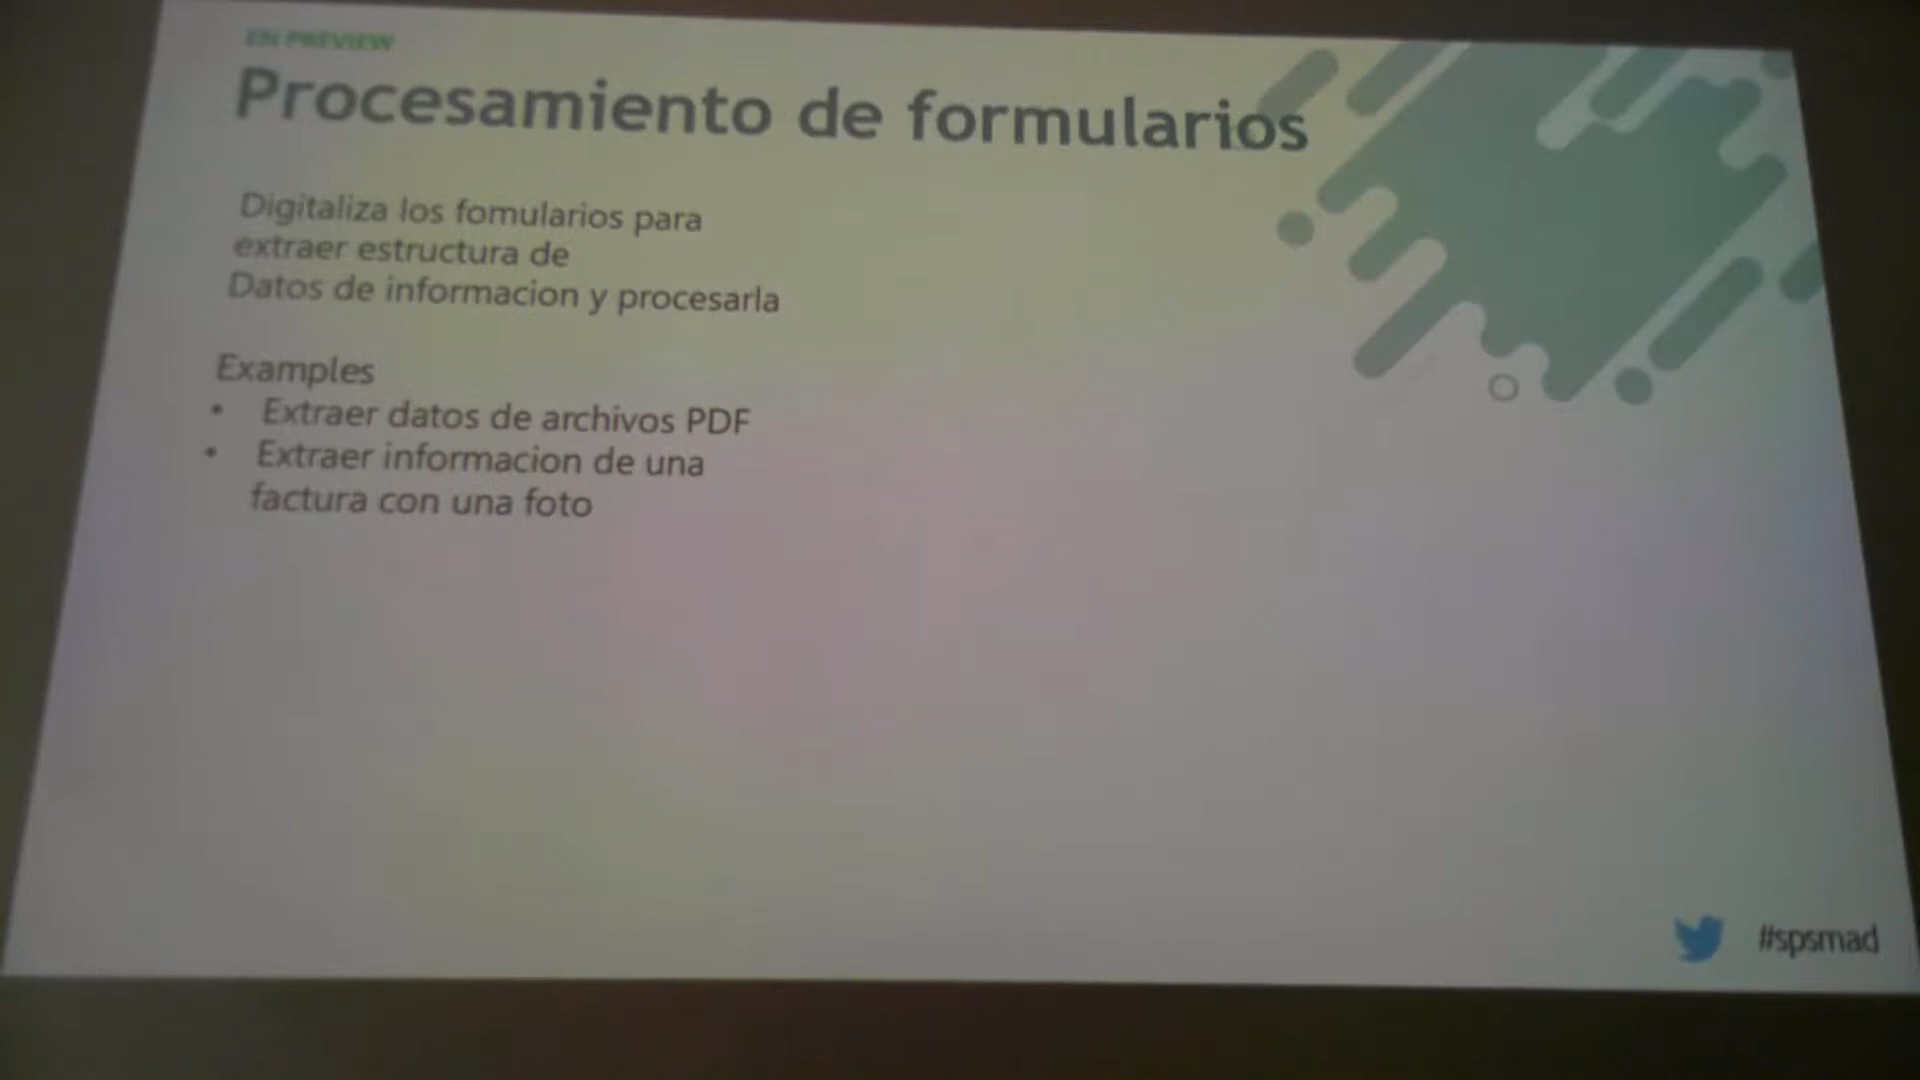 EN PREVIEW
Procesamiento de formularios
Digitaliza los fomularios para
extraer estructura de
Datos de informacion y procesarla
Examples
• Extraer datos de archivos PDF
• Extraer informacion de una
factura con una foto
#spsmad